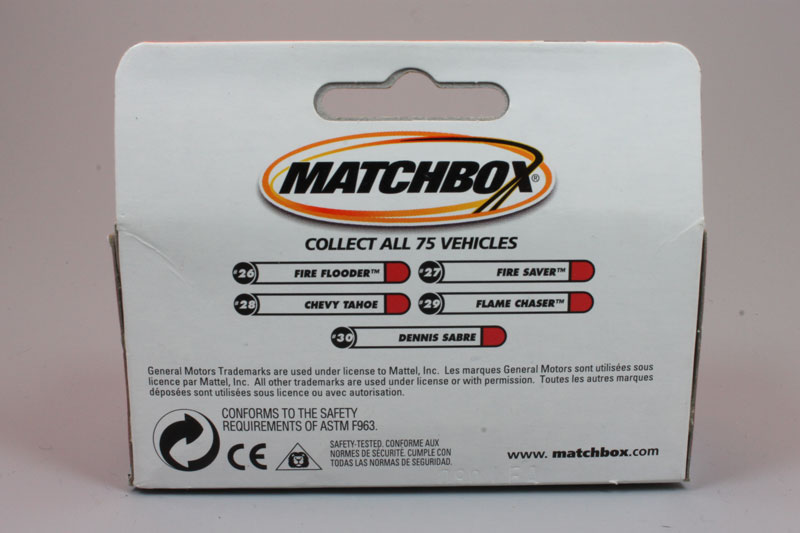 MATCHBOX®
COLLECT ALL 75 VEHICLES
#26 FIRE FLOODER™ #27 FIRE SAVER™
#28 CHEVY TAHOE #29 FLAME CHASER™
#30 DENNIS SABRE
General Motors Trademarks are used under license to Mattel, Inc. Les marques General Motors sont utilisées sous
licence par Mattel, Inc. All other trademarks are used under license or with permission. Toutes les autres marques
déposées sont utilisées sous licence ou avec autorisation.
CONFORMS TO THE SAFETY
REQUIREMENTS OF ASTM F963.
CE
SAFETY-TESTED. CONFORME AUX
NORMES DE SÉCURITÉ. CUMPLE CON
TODAS LAS NORMAS DE SEGURIDAD.
www.matchbox.com